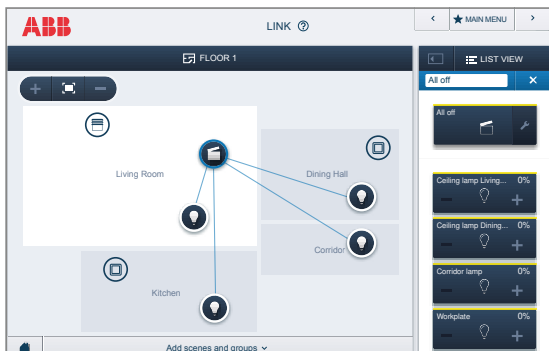 ABB
LINK ?
MAIN MENU
FLOOR 1
LIST VIEW
All off
All off
Living Room
Dining Hall
Corridor
Kitchen
Ceiling lamp Living... 0%
Ceiling lamp Dining... 0%
Corridor lamp 0%
Workplate 0%
Add scenes and groups